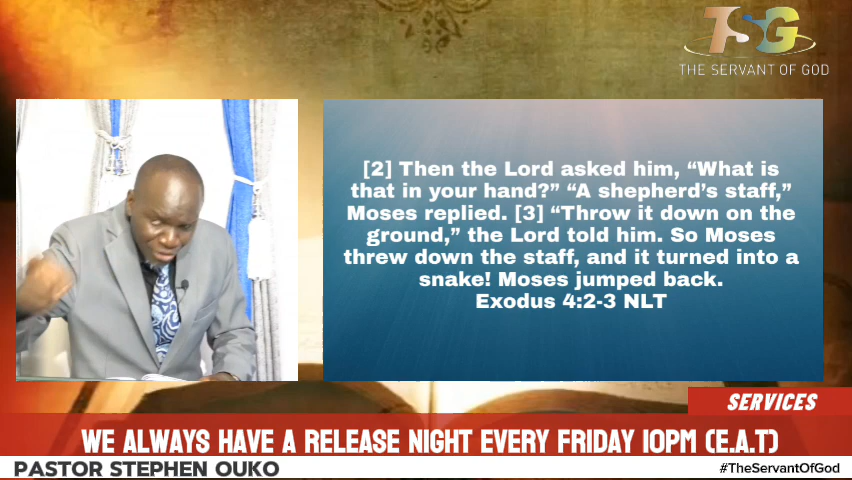 TSG
THE SERVANT OF GOD
[2] Then the Lord asked him, “What is
that in your hand?” “A shepherd’s staff,”
Moses replied. [3] “Throw it down on the
ground,” the Lord told him. So Moses
threw down the staff, and it turned into a
snake! Moses jumped back.
Exodus 4:2-3 NLT
SERVICES
WE ALWAYS HAVE A RELEASE NIGHT EVERY FRIDAY 10PM (E.A.T)
PASTOR STEPHEN OUKO
#TheServantOfGod